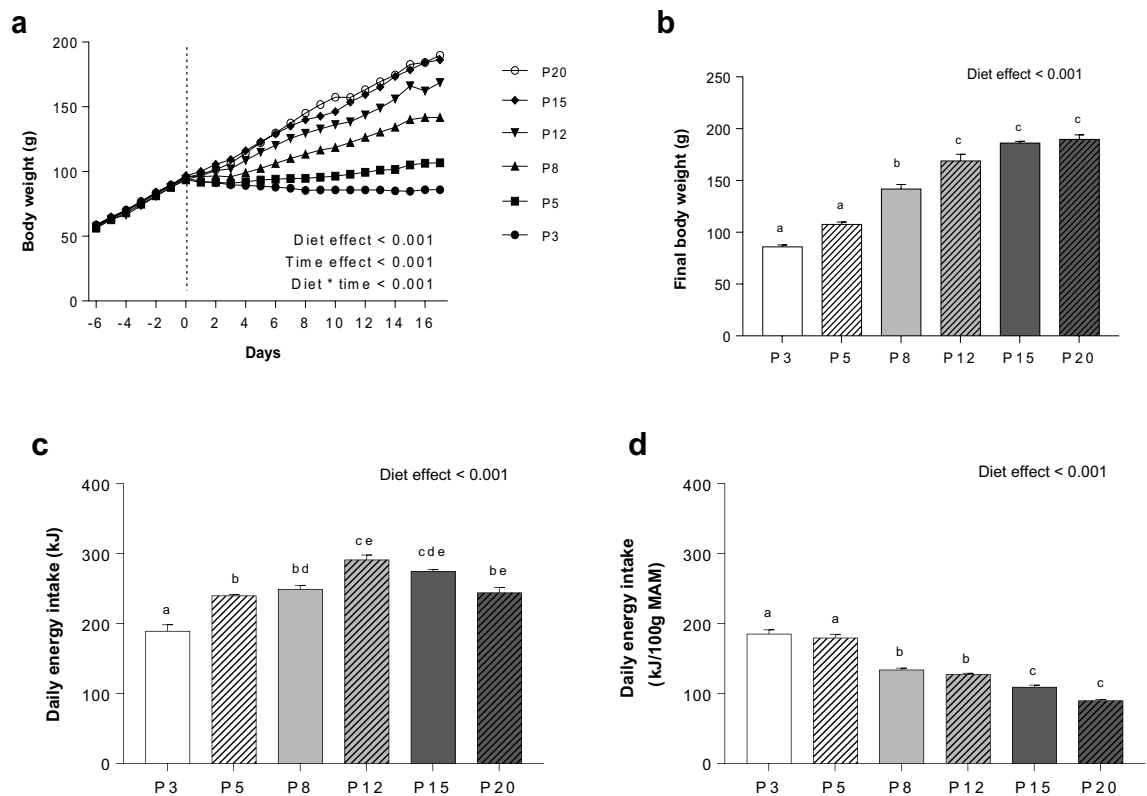 a
Body weight (g)
200
150
100
50
0
-6 -4 -2 0 2 4 6 8 10 12 14 16
Days
Diet effect < 0.001
Time effect < 0.001
Diet * time < 0.001
P20
P15
P12
P8
P5
P3
b
Diet effect < 0.001
Final body weight (g)
250
200
150
100
50
0
a a b c c c
P3 P5 P8 P12 P15 P20
c
Diet effect < 0.001
Daily energy intake (kJ)
400
300
200
100
0
a b bd ce cde be
P3 P5 P8 P12 P15 P20
d
Diet effect < 0.001
Daily energy intake
(kJ/100g MAM)
400
300
200
100
0
a a b b c c
P3 P5 P8 P12 P15 P20